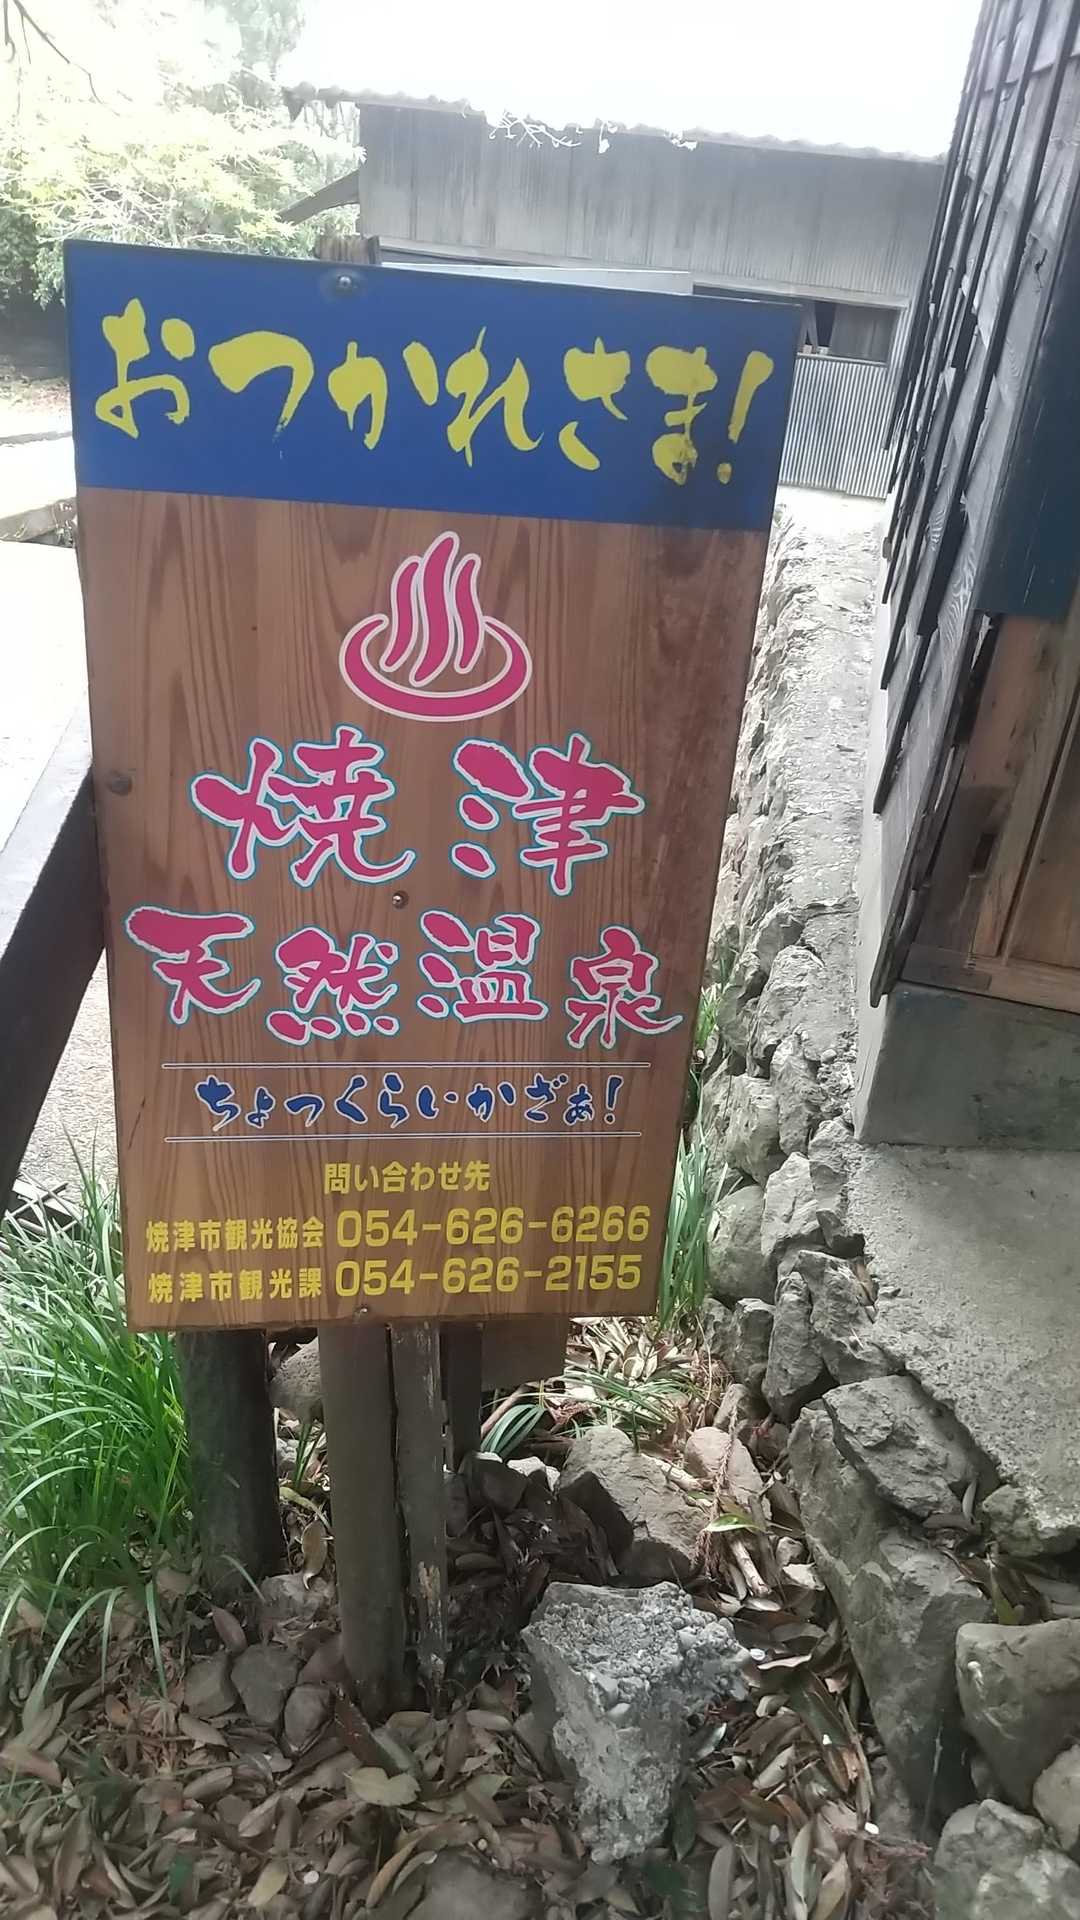 おつかれさま!
焼津
天然温泉
ちょっくらいかざぁ!
問い合わせ先
焼津市観光協会 054-626-6266
焼津市観光課 054-626-2155